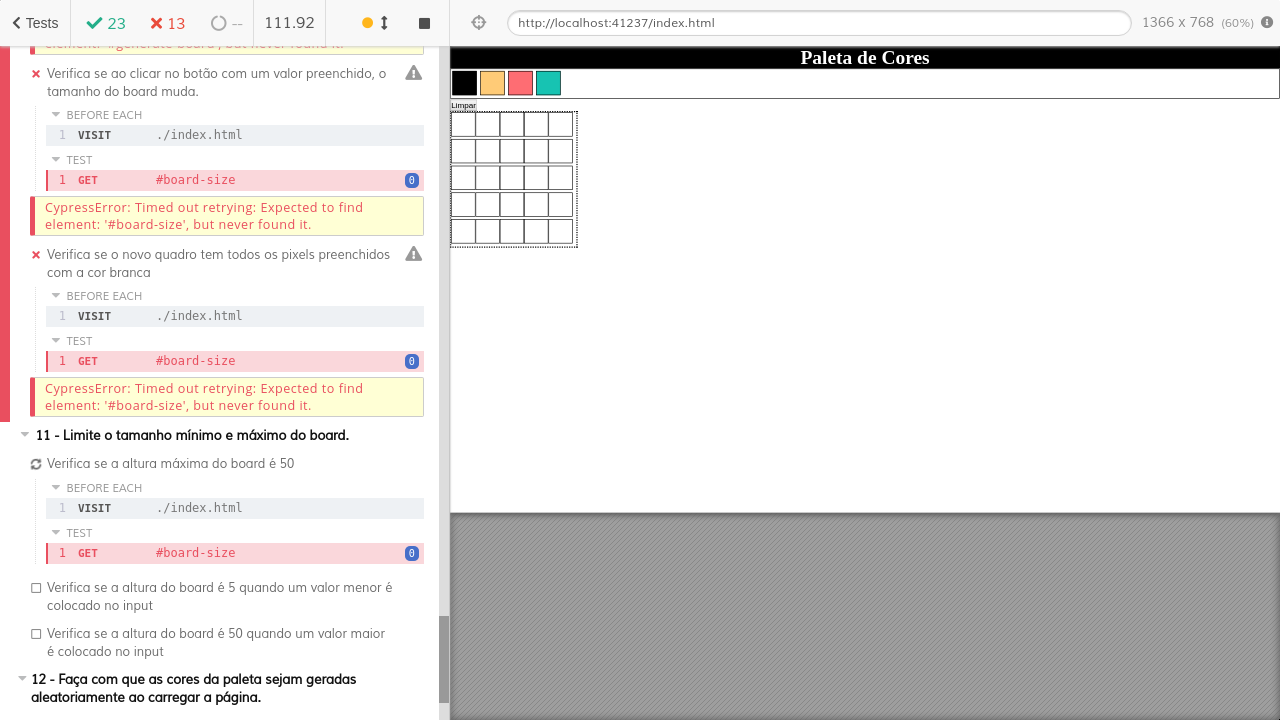 Tests 23 13 -- 111.92
http://localhost:41237/index.html 1366 x 768 (60%)
element: '#generate-board', but never found it.
Verifica se ao clicar no botão com um valor preenchido, o
tamanho do board muda.
BEFORE EACH
1 VISIT ./index.html
TEST
1 GET #board-size 0
CypressError: Timed out retrying: Expected to find
element: '#board-size', but never found it.
Verifica se o novo quadro tem todos os pixels preenchidos
com a cor branca
BEFORE EACH
1 VISIT ./index.html
TEST
1 GET #board-size 0
CypressError: Timed out retrying: Expected to find
element: '#board-size', but never found it.
11 - Limite o tamanho mínimo e máximo do board.
Verifica se a altura máxima do board é 50
BEFORE EACH
1 VISIT ./index.html
TEST
1 GET #board-size 0
Verifica se a altura do board é 5 quando um valor menor é
colocado no input
Verifica se a altura do board é 50 quando um valor maior
é colocado no input
12 - Faça com que as cores da paleta sejam geradas
aleatoriamente ao carregar a página.
Paleta de Cores
Limpar